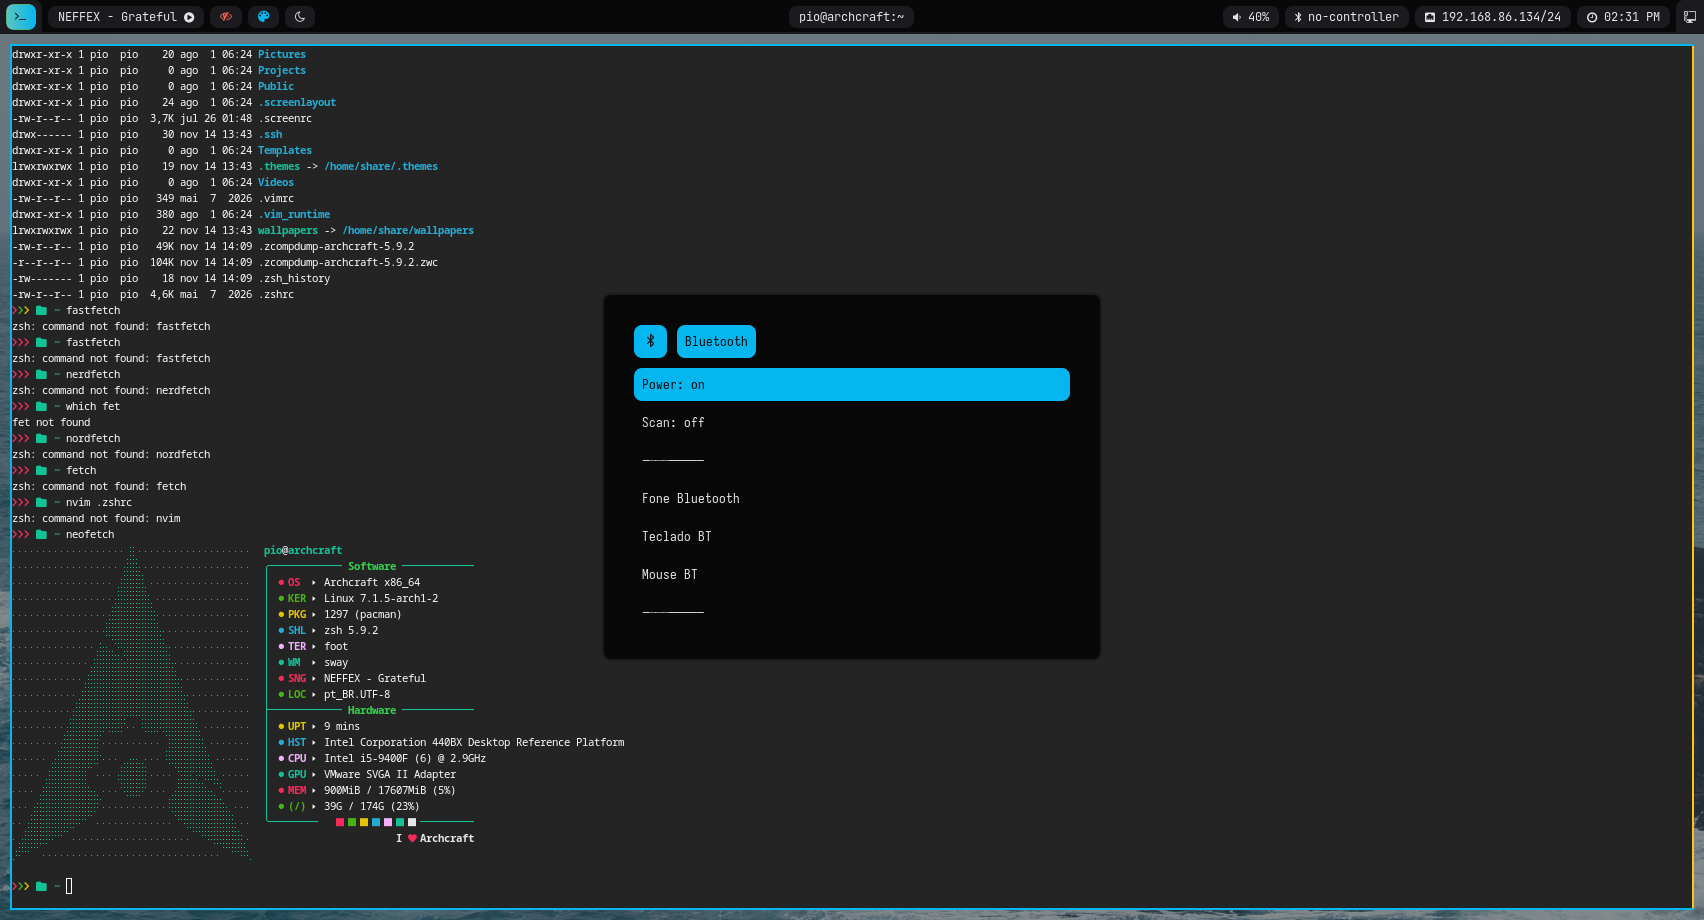 >_ NEFFEX - Grateful pio@archcraft:~ 40% no-controller 192.168.86.134/24 02:31 PM
drwxr-xr-x 1 pio  pio    20 ago  1 06:24 Pictures
drwxr-xr-x 1 pio  pio     0 ago  1 06:24 Projects
drwxr-xr-x 1 pio  pio     0 ago  1 06:24 Public
drwxr-xr-x 1 pio  pio    24 ago  1 06:24 .screenlayout
-rw-r--r-- 1 pio  pio  3,7K jul 26 01:48 .screenrc
drwx------ 1 pio  pio    30 nov 14 13:43 .ssh
drwxr-xr-x 1 pio  pio     0 ago  1 06:24 Templates
lrwxrwxrwx 1 pio  pio    19 nov 14 13:43 .themes -> /home/share/.themes
drwxr-xr-x 1 pio  pio     0 ago  1 06:24 Videos
-rw-r--r-- 1 pio  pio   349 mai  7  2026 .vimrc
drwxr-xr-x 1 pio  pio   380 ago  1 06:24 .vim_runtime
lrwxrwxrwx 1 pio  pio    22 nov 14 13:43 wallpapers -> /home/share/wallpapers
-rw-r--r-- 1 pio  pio   49K nov 14 14:09 .zcompdump-archcraft-5.9.2
-r--r--r-- 1 pio  pio  104K nov 14 14:09 .zcompdump-archcraft-5.9.2.zwc
-rw------- 1 pio  pio    18 nov 14 14:09 .zsh_history
-rw-r--r-- 1 pio  pio  4,6K mai  7  2026 .zshrc
❯❯❯ ~ fastfetch
zsh: command not found: fastfetch
❯❯❯ ~ fastfetch
zsh: command not found: fastfetch
❯❯❯ ~ nerdfetch
zsh: command not found: nerdfetch
❯❯❯ ~ which fet
fet not found
❯❯❯ ~ nordfetch
zsh: command not found: nordfetch
❯❯❯ ~ fetch
zsh: command not found: fetch
❯❯❯ ~ nvim .zshrc
zsh: command not found: nvim
❯❯❯ ~ neofetch
pio@archcraft
Software
● OS ‣ Archcraft x86_64
● KER ‣ Linux 7.1.5-arch1-2
● PKG ‣ 1297 (pacman)
● SHL ‣ zsh 5.9.2
● TER ‣ foot
● WM ‣ sway
● SNG ‣ NEFFEX - Grateful
● LOC ‣ pt_BR.UTF-8
Hardware
● UPT ‣ 9 mins
● HST ‣ Intel Corporation 440BX Desktop Reference Platform
● CPU ‣ Intel i5-9400F (6) @ 2.9GHz
● GPU ‣ VMware SVGA II Adapter
● MEM ‣ 900MiB / 17607MiB (5%)
● (/) ‣ 39G / 174G (23%)
I ♥ Archcraft
❯❯❯ ~
Bluetooth
Power: on
Scan: off
Fone Bluetooth
Teclado BT
Mouse BT